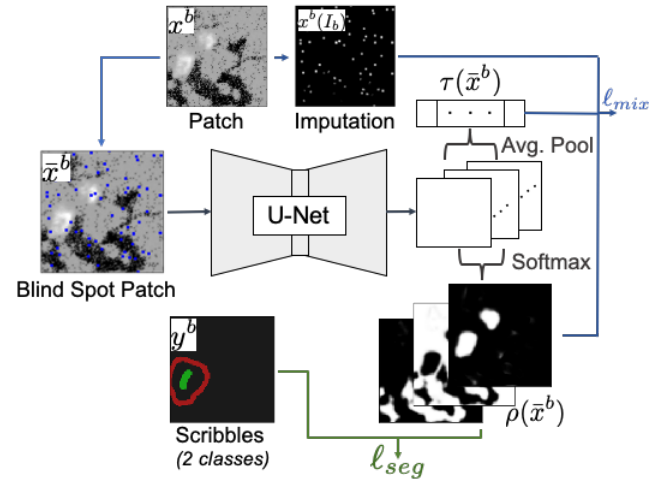 x^b
x^b(I_b)
Patch
Imputation
τ(x̄^b)
ℓ_mix
Avg. Pool
x̄^b
U-Net
Softmax
Blind Spot Patch
y^b
ρ(x̄^b)
Scribbles
(2 classes)
ℓ_seg